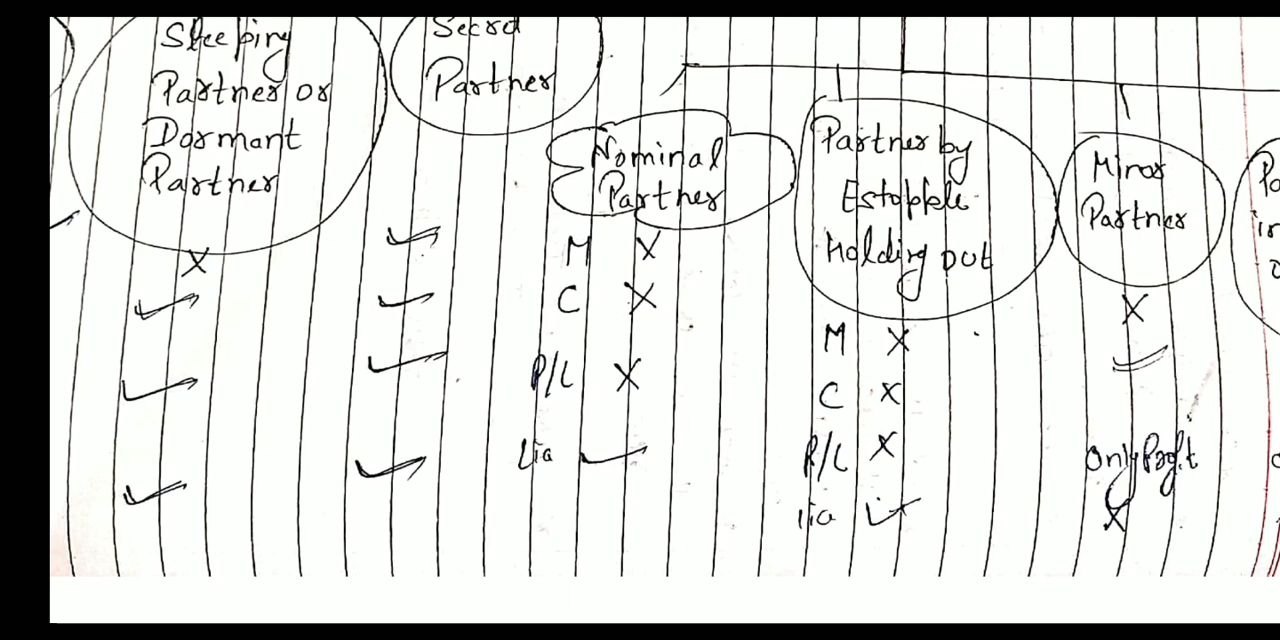 Sleeping
Partner or
Dormant
Partner
X
✓
✓
✓
Secret
Partner
✓
✓
✓
✓
Nominal
Partner
M X
C X
P/L X
Lia ✓
Partner by
Estopple
Holding out
M X
C X
P/L X
lia ✓
Minor
Partner
X
✓
Only Profit
X